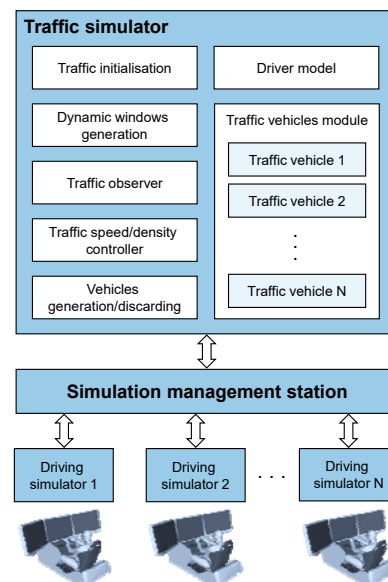 Traffic simulator
Traffic initialisation
Driver model
Dynamic windows
generation
Traffic observer
Traffic speed/density
controller
Vehicles
generation/discarding
Traffic vehicles module
Traffic vehicle 1
Traffic vehicle 2
.
.
.
Traffic vehicle N
Simulation management station
Driving
simulator 1
Driving
simulator 2
. . .
Driving
simulator N